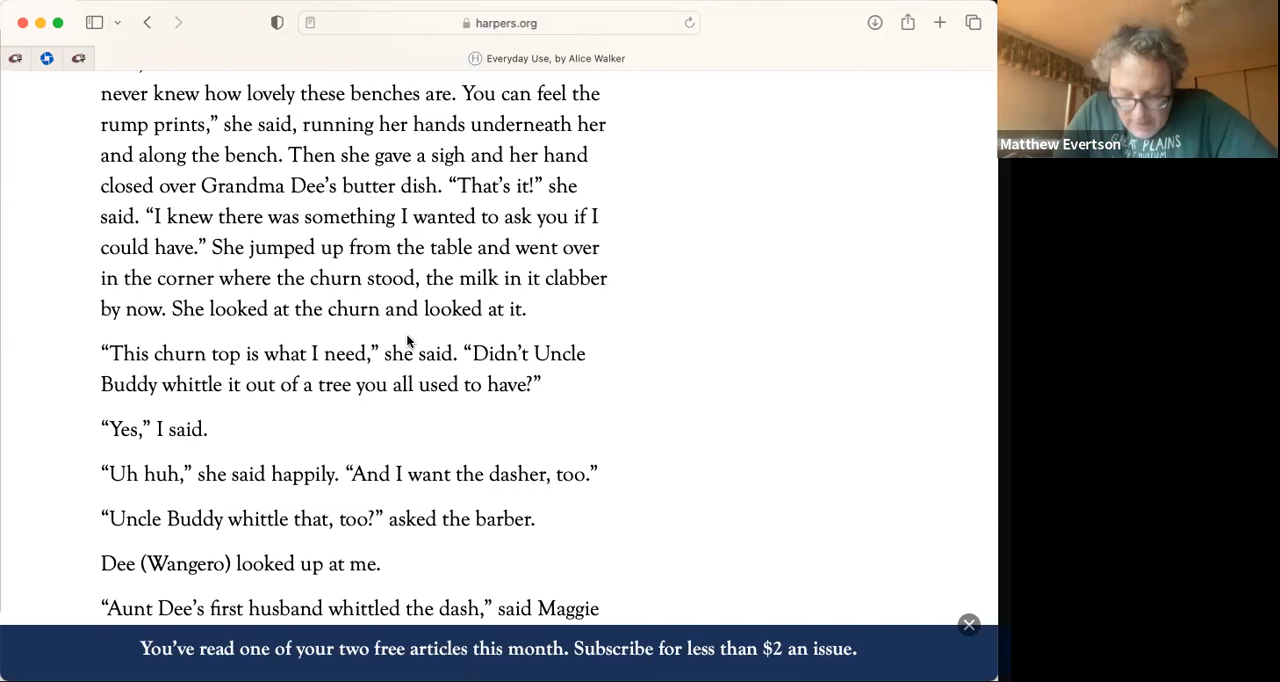 harpers.org
Everyday Use, by Alice Walker
never knew how lovely these benches are. You can feel the
rump prints,” she said, running her hands underneath her
and along the bench. Then she gave a sigh and her hand
closed over Grandma Dee’s butter dish. “That’s it!” she
said. “I knew there was something I wanted to ask you if I
could have.” She jumped up from the table and went over
in the corner where the churn stood, the milk in it clabber
by now. She looked at the churn and looked at it.
“This churn top is what I need,” she said. “Didn’t Uncle
Buddy whittle it out of a tree you all used to have?”
“Yes,” I said.
“Uh huh,” she said happily. “And I want the dasher, too.”
“Uncle Buddy whittle that, too?” asked the barber.
Dee (Wangero) looked up at me.
“Aunt Dee’s first husband whittled the dash,” said Maggie
You’ve read one of your two free articles this month. Subscribe for less than $2 an issue.
Matthew Evertson
GREAT PLAINS